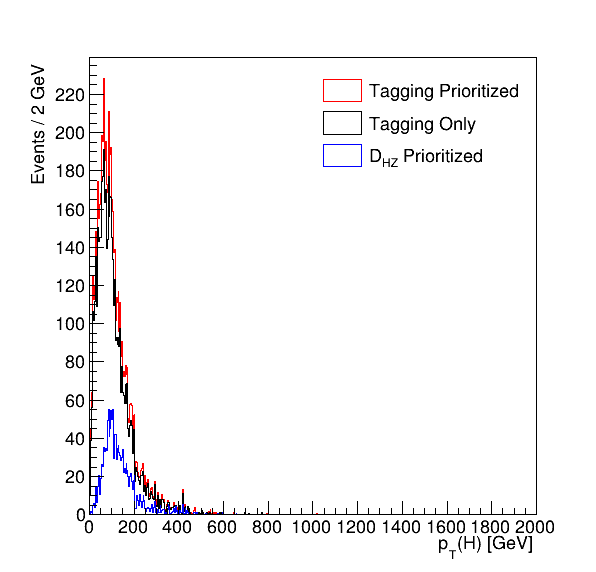 Events / 2 GeV
220
200
180
160
140
120
100
80
60
40
20
0
Tagging Prioritized
Tagging Only
D_HZ Prioritized
0 200 400 600 800 1000 1200 1400 1600 1800 2000
p_T(H) [GeV]